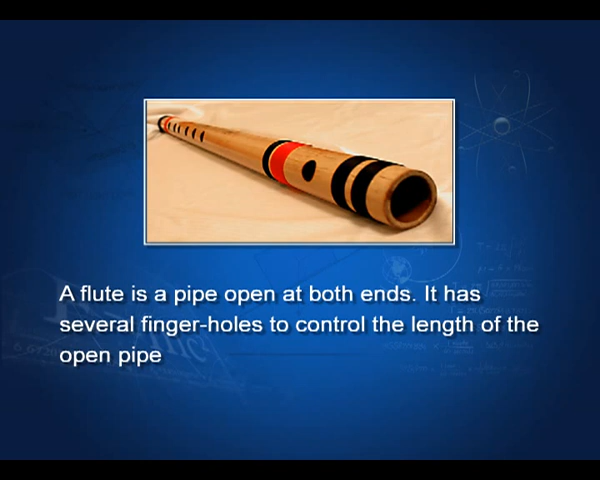 A flute is a pipe open at both ends. It has
several finger-holes to control the length of the
open pipe